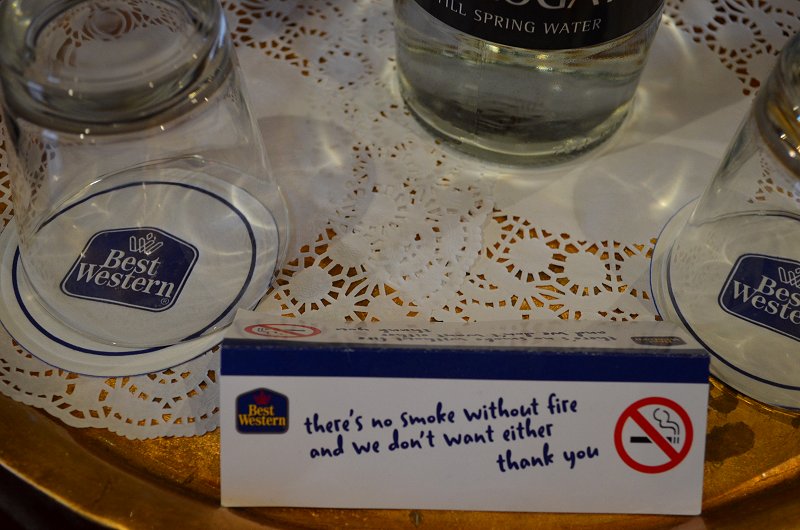 HILL SPRING WATER
Best
Western
Best
Western
Best
Western
there's no smoke without fire
and we don't want either
thank you